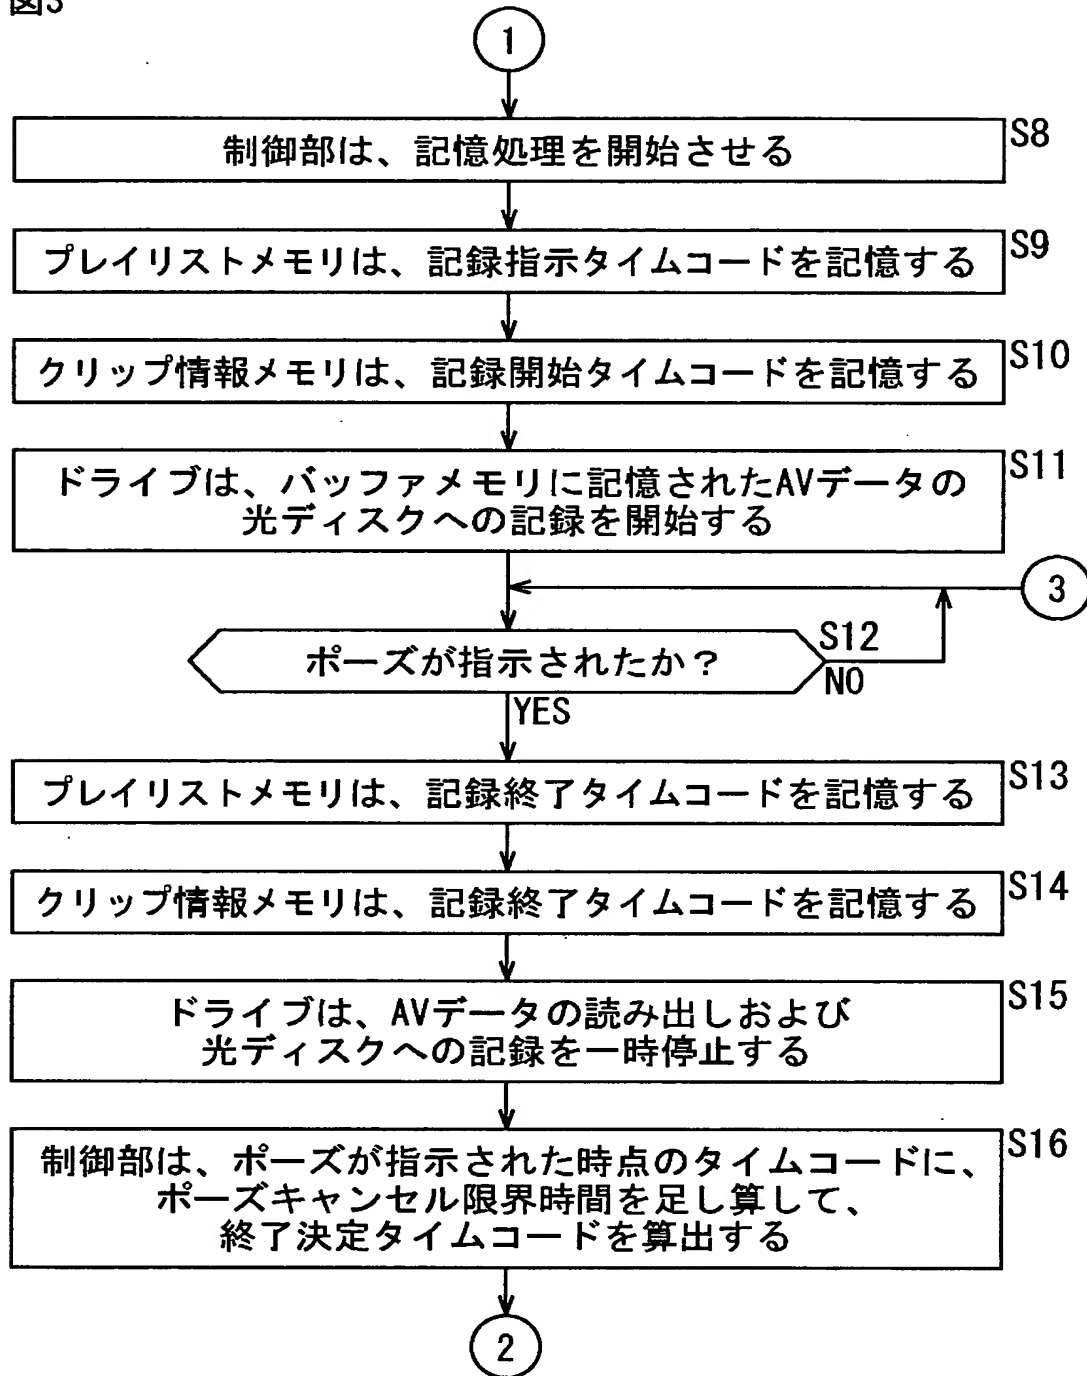 図3
1
制御部は、記憶処理を開始させる
S8
プレイリストメモリは、記録指示タイムコードを記憶する
S9
クリップ情報メモリは、記録開始タイムコードを記憶する
S10
ドライブは、バッファメモリに記憶されたAVデータの
光ディスクへの記録を開始する
S11
3
ポーズが指示されたか？
S12
NO
YES
プレイリストメモリは、記録終了タイムコードを記憶する
S13
クリップ情報メモリは、記録終了タイムコードを記憶する
S14
ドライブは、AVデータの読み出しおよび
光ディスクへの記録を一時停止する
S15
制御部は、ポーズが指示された時点のタイムコードに、
ポーズキャンセル限界時間を足し算して、
終了決定タイムコードを算出する
S16
2